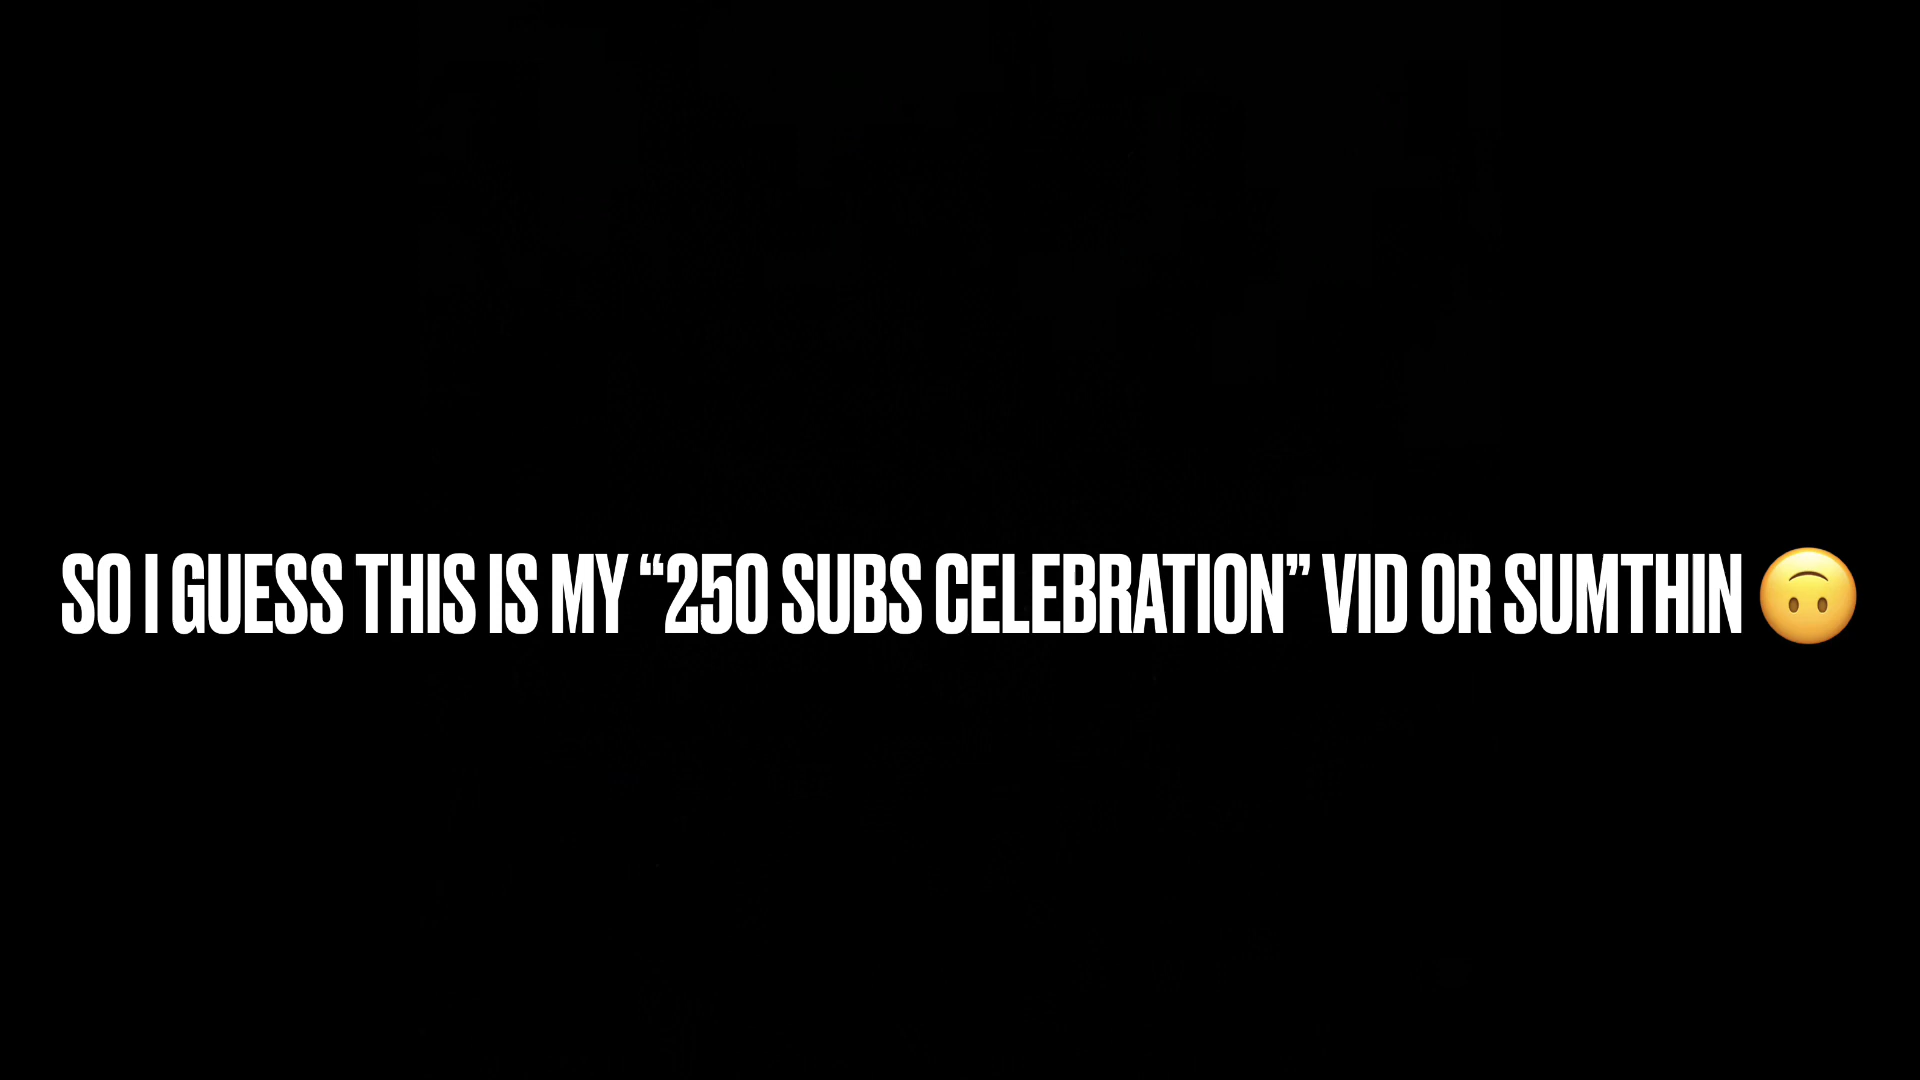 SO I GUESS THIS IS MY “250 SUBS CELEBRATION” VID OR SUMTHIN 🙃